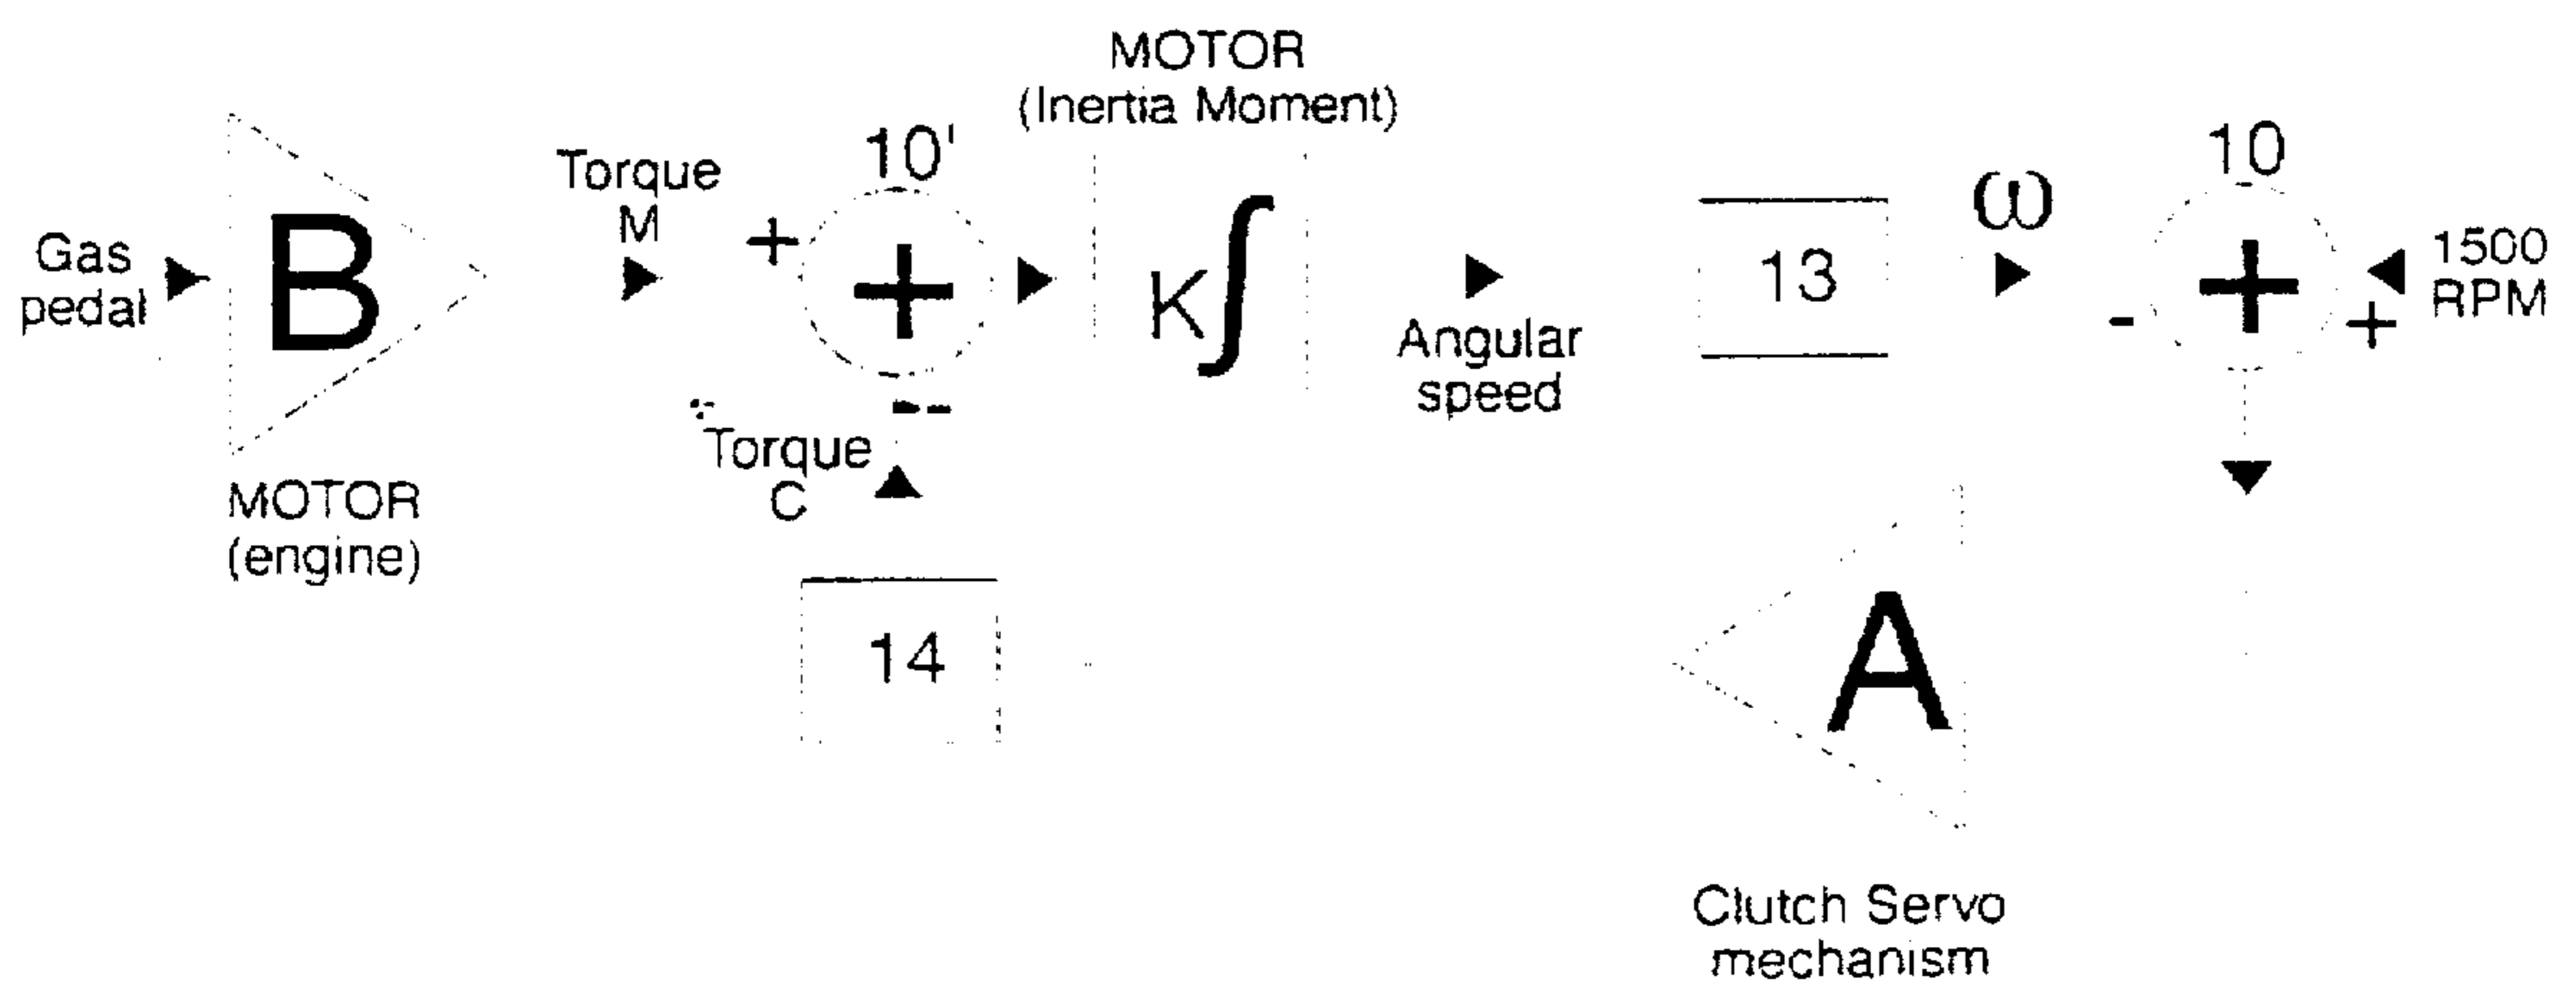 MOTOR
(Inertia Moment)
10'
10
Torque
M
+
+
K∫
13
ω
+
-
+
1500
RPM
Gas
pedal
B
Angular
speed
--
Torque
C
MOTOR
(engine)
14
A
Clutch Servo
mechanism